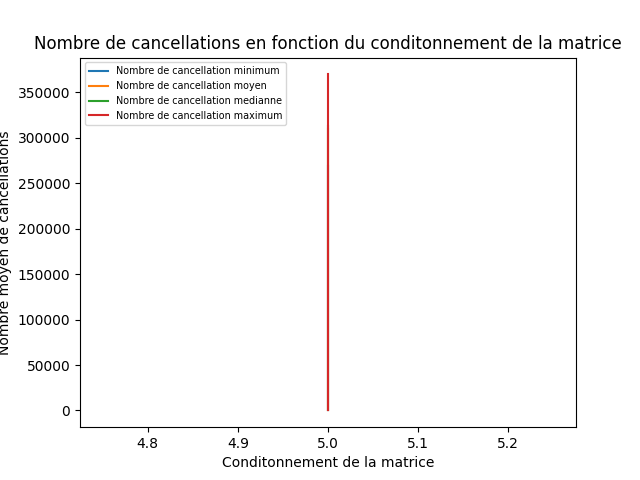 Nombre de cancellations en fonction du conditonnement de la matrice
Nombre de cancellation minimum
Nombre de cancellation moyen
Nombre de cancellation medianne
Nombre de cancellation maximum
Nombre moyen de cancellations
350000
300000
250000
200000
150000
100000
50000
0
4.8 4.9 5.0 5.1 5.2
Conditonnement de la matrice